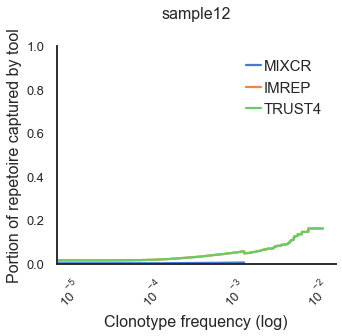 sample12
Portion of repetoire captured by tool
1.0
0.8
0.6
0.4
0.2
0.0
MIXCR
IMREP
TRUST4
10⁻⁵
10⁻⁴
10⁻³
10⁻²
Clonotype frequency (log)